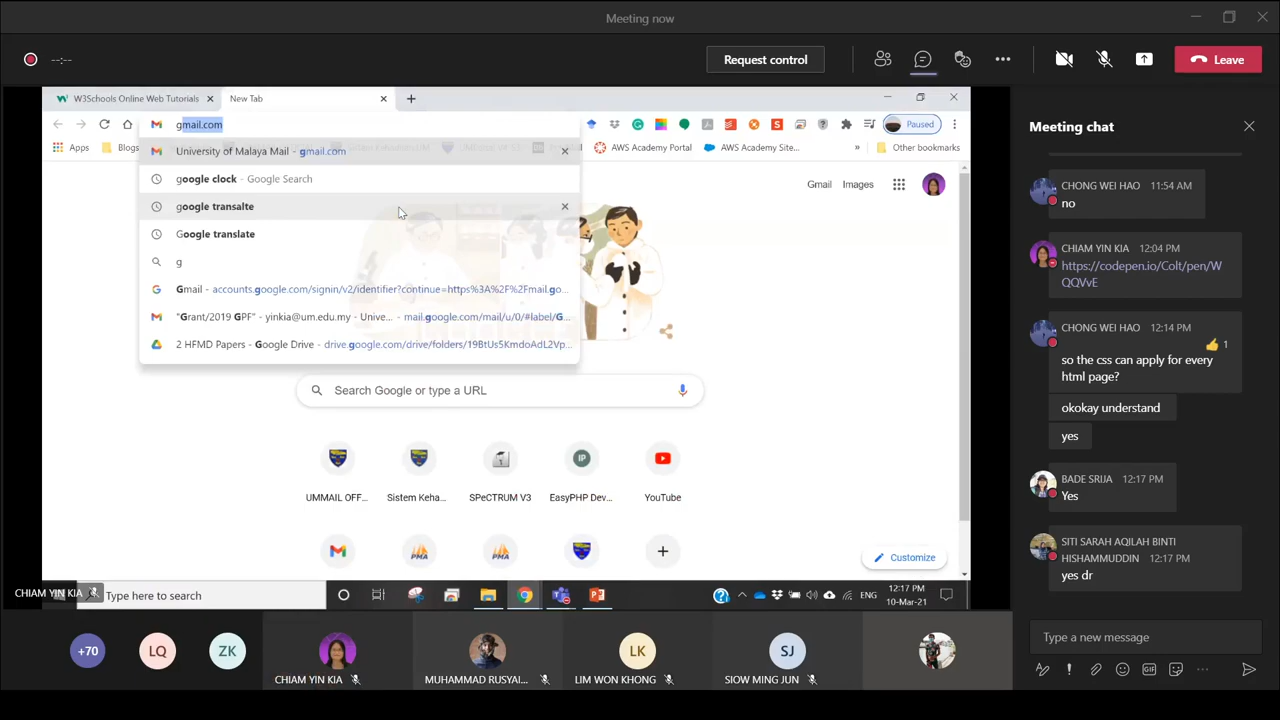 Meeting now
--:--
Request control
Leave
W3Schools Online Web Tutorials
New Tab
gmail.com
Paused
Apps
Blogs
AWS Academy Portal
AWS Academy Site...
»
Other bookmarks
University of Malaya Mail - gmail.com
google clock - Google Search
google transalte
Google translate
g
Gmail - accounts.google.com/signin/v2/identifier?continue=https%3A%2F%2Fmail.go...
"Grant/2019 GPF" - yinkia@um.edu.my - Unive... - mail.google.com/mail/u/0/#label/G...
2 HFMD Papers - Google Drive - drive.google.com/drive/folders/19BtUs5KmdoAdL2Vp...
Gmail
Images
Search Google or type a URL
UMMAIL OFF...
Sistem Keha...
SPeCTRUM V3
IP
EasyPHP Dev...
YouTube
PMA
PMA
Customize
CHIAM YIN KIA
Type here to search
ENG
12:17 PM
10-Mar-21
+70
LQ
ZK
CHIAM YIN KIA
MUHAMMAD RUSYAI...
LK
LIM WON KHONG
SJ
SIOW MING JUN
Meeting chat
CHONG WEI HAO 11:54 AM
no
CHIAM YIN KIA 12:04 PM
https://codepen.io/Colt/pen/W
QQVvE
CHONG WEI HAO 12:14 PM
1
so the css can apply for every
html page?
okokay understand
yes
BADE SRIJA 12:17 PM
Yes
SITI SARAH AQILAH BINTI
HISHAMMUDDIN 12:17 PM
yes dr
Type a new message
GIF